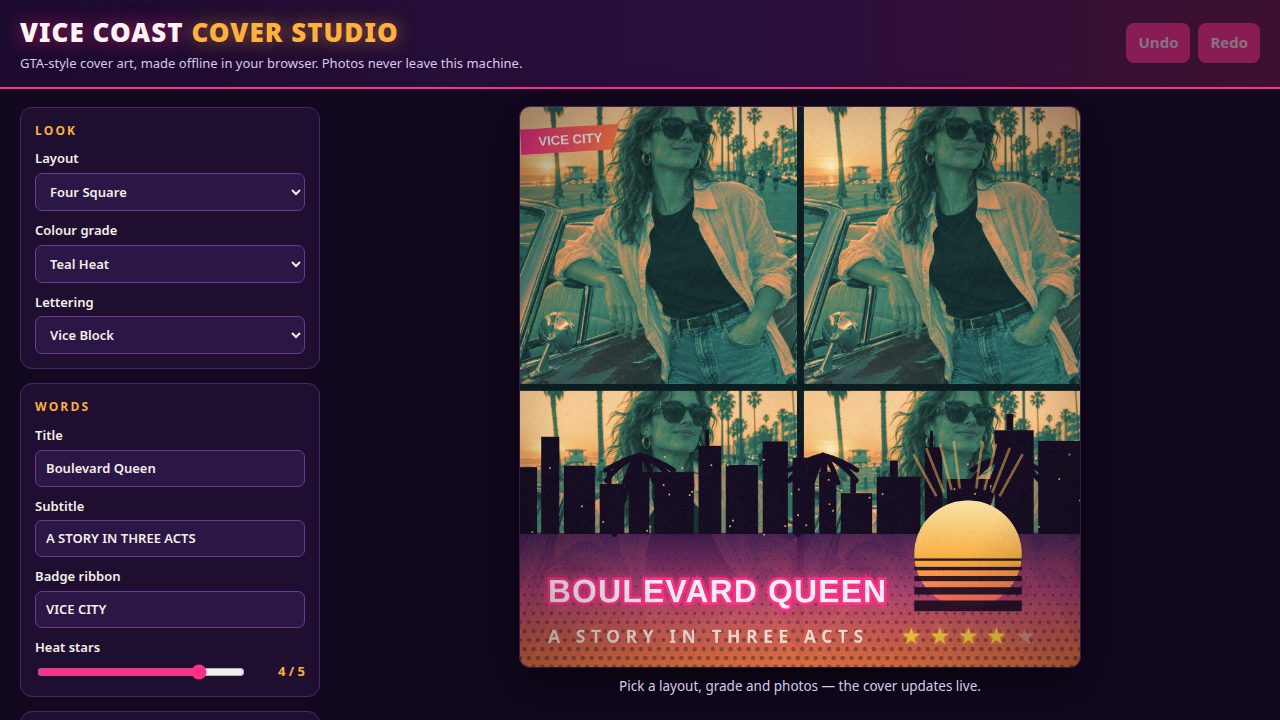 VICE COAST COVER STUDIO
GTA-style cover art, made offline in your browser. Photos never leave this machine.
Undo
Redo
LOOK
Layout
Four Square
Colour grade
Teal Heat
Lettering
Vice Block
WORDS
Title
Boulevard Queen
Subtitle
A STORY IN THREE ACTS
Badge ribbon
VICE CITY
Heat stars
4 / 5
VICE CITY
BOULEVARD QUEEN
A STORY IN THREE ACTS
Pick a layout, grade and photos — the cover updates live.